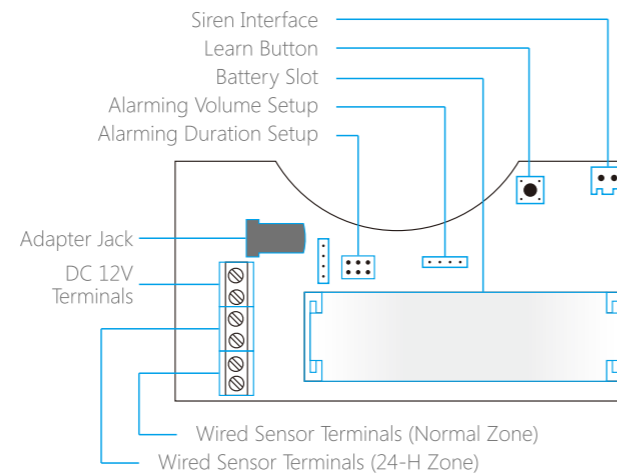 Siren Interface
Learn Button
Battery Slot
Alarming Volume Setup
Alarming Duration Setup
Adapter Jack
DC 12V
Terminals
Wired Sensor Terminals (Normal Zone)
Wired Sensor Terminals (24-H Zone)